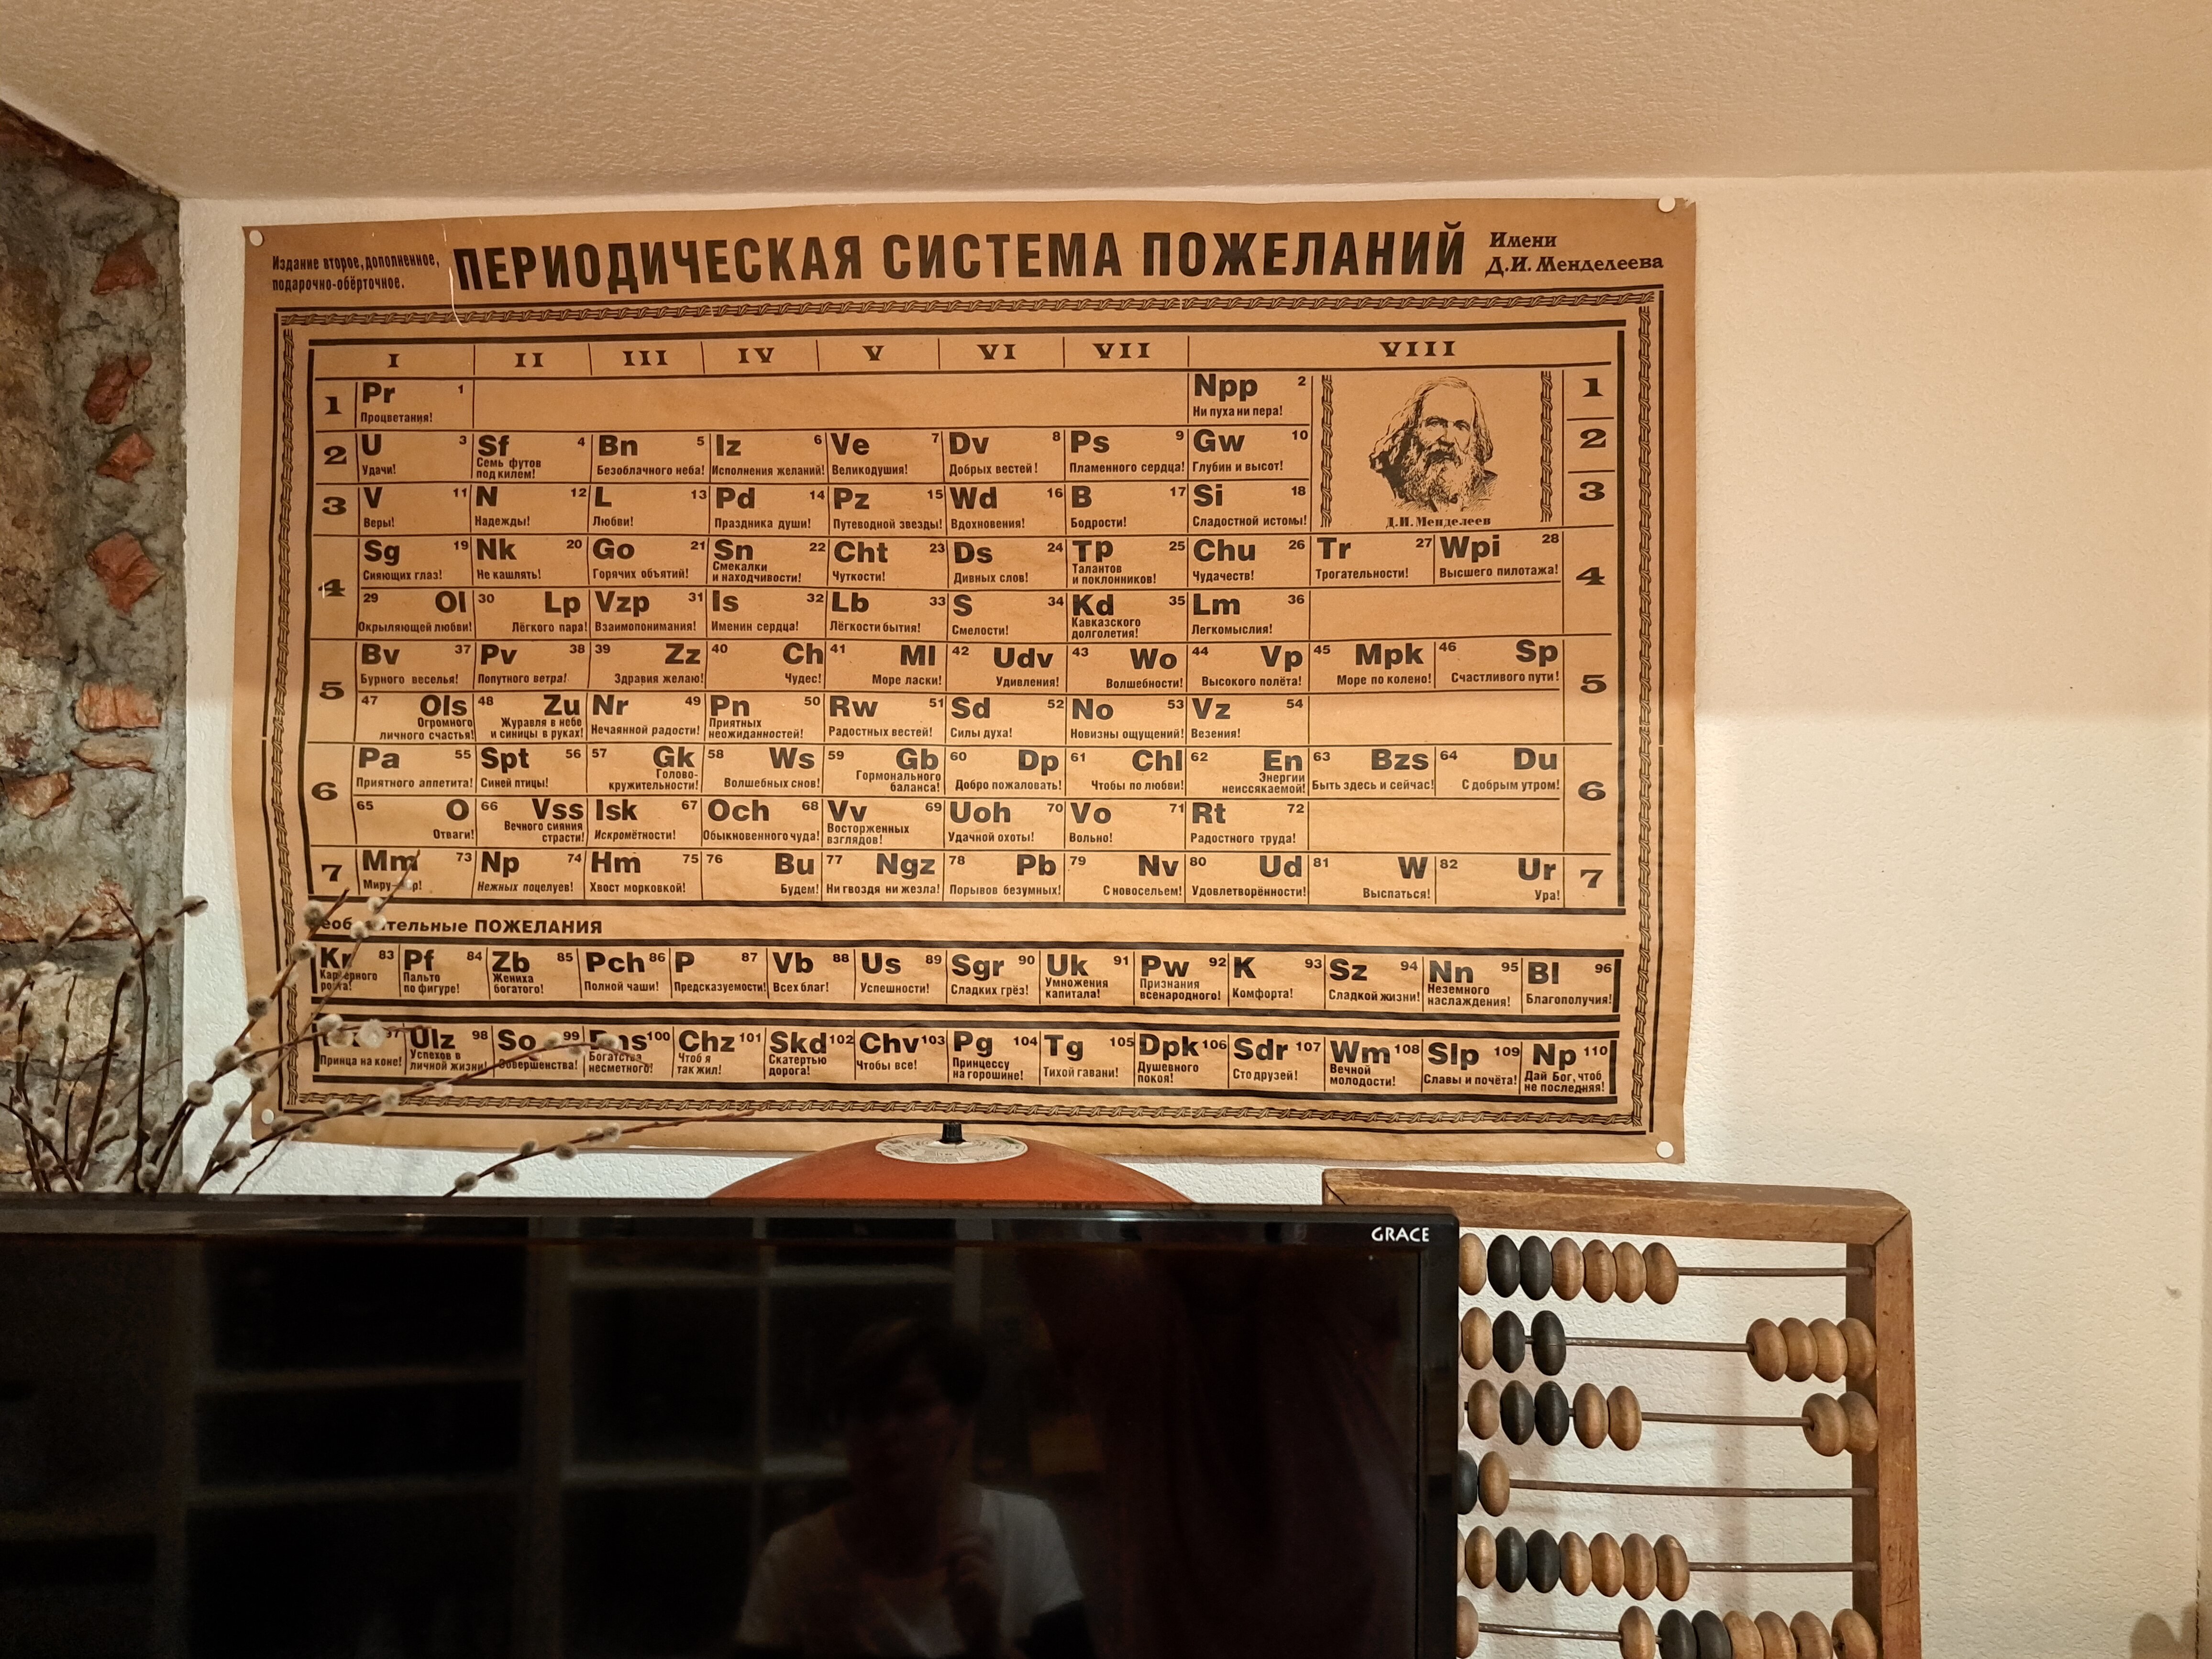 Издание второе, дополненное,
подарочно-обёрточное.
ПЕРИОДИЧЕСКАЯ СИСТЕМА ПОЖЕЛАНИЙ
Имени
Д.И. Менделеева
I II III IV V VI VII VIII
1 Pr 1 Npp 2 1
Процветания! Ни пуха ни пера!
2 U 3 Sf 4 Bn 5 Iz 6 Ve 7 Dv 8 Ps 9 Gw 10 2
Удачи! Семь футов под килем! Безоблачного неба! Исполнения желаний! Великодушия! Добрых вестей! Пламенного сердца! Глубин и высот!
3 V 11 N 12 L 13 Pd 14 Pz 15 Wd 16 B 17 Si 18 3
Веры! Надежды! Любви! Праздника души! Путеводной звезды! Вдохновения! Бодрости! Сладостной истомы!
Д.И. Менделеев
4 Sg 19 Nk 20 Go 21 Sn 22 Cht 23 Ds 24 Tp 25 Chu 26 Tr 27 Wpi 28 4
Сияющих глаз! Не кашлять! Горячих объятий! Смекалки и находчивости! Чуткости! Дивных слов! Талантов и поклонников! Чудачеств! Трогательности! Высшего пилотажа!
29 Ol 30 Lp Vzp 31 Is 32 Lb 33 S 34 Kd 35 Lm 36
Окрыляющей любви! Лёгкого пара! Взаимопонимания! Именин сердца! Лёгкости бытия! Смелости! Кавказского долголетия! Легкомыслия!
5 Bv 37 Pv 38 39 Zz 40 Ch 41 Ml 42 Udv 43 Wo 44 Vp 45 Mpk 46 Sp 5
Бурного веселья! Попутного ветра! Здравия желаю! Чудес! Море ласки! Удивления! Волшебности! Высокого полёта! Море по колено! Счастливого пути!
47 Ols 48 Zu Nr 49 Pn 50 Rw 51 Sd 52 No 53 Vz 54
Огромного личного счастья! Журавля в небе и синицы в руках! Нечаянной радости! Приятных неожиданностей! Радостных вестей! Силы духа! Новизны ощущений! Везения!
6 Pa 55 Spt 56 57 Gk 58 Ws 59 Gb 60 Dp 61 Chl 62 En 63 Bzs 64 Du 6
Приятного аппетита! Синей птицы! Голово-кружительности! Волшебных снов! Гормонального баланса! Добро пожаловать! Чтобы по любви! Энергии неиссякаемой! Быть здесь и сейчас! С добрым утром!
65 O 66 Vss Isk 67 Och 68 Vv 69 Uoh 70 Vo 71 Rt 72
Отваги! Вечного сияния страсти! Искромётности! Обыкновенного чуда! Восторженных взглядов! Удачной охоты! Вольно! Радостного труда!
7 Mm 73 Np 74 Hm 75 76 Bu 77 Ngz 78 Pb 79 Nv 80 Ud 81 W 82 Ur 7
Нежных поцелуев! Хвост морковкой! Будем! Ни гвоздя ни жезла! Порывов безумных! С новосельем! Удовлетворённости! Выспаться! Ура!
ПОЖЕЛАНИЯ
Kr 83 Pf 84 Zb 85 Pch 86 P 87 Vb 88 Us 89 Sgr 90 Uk 91 Pw 92 K 93 Sz 94 Nn 95 Bl 96
Карьерного роста! Пальто по фигуре! Жениха богатого! Полной чаши! Предсказуемости! Всех благ! Успешности! Сладких грёз! Умножения капитала! Признания всенародного! Комфорта! Сладкой жизни! Неземного наслаждения! Благополучия!
97 Ulz 98 So 99 100 Chz 101 Skd 102 Chv 103 Pg 104 Tg 105 Dpk 106 Sdr 107 Wm 108 Slp 109 Np 110
Принца на коне! Успехов в личной жизни! Совершенства! Богатства несметного! Чтоб я так жил! Скатертью дорога! Чтобы все! Принцессу на горошине! Тихой гавани! Душевного покоя! Сто друзей! Вечной молодости! Славы и почёта! Дай Бог, чтоб не последняя!
GRACE